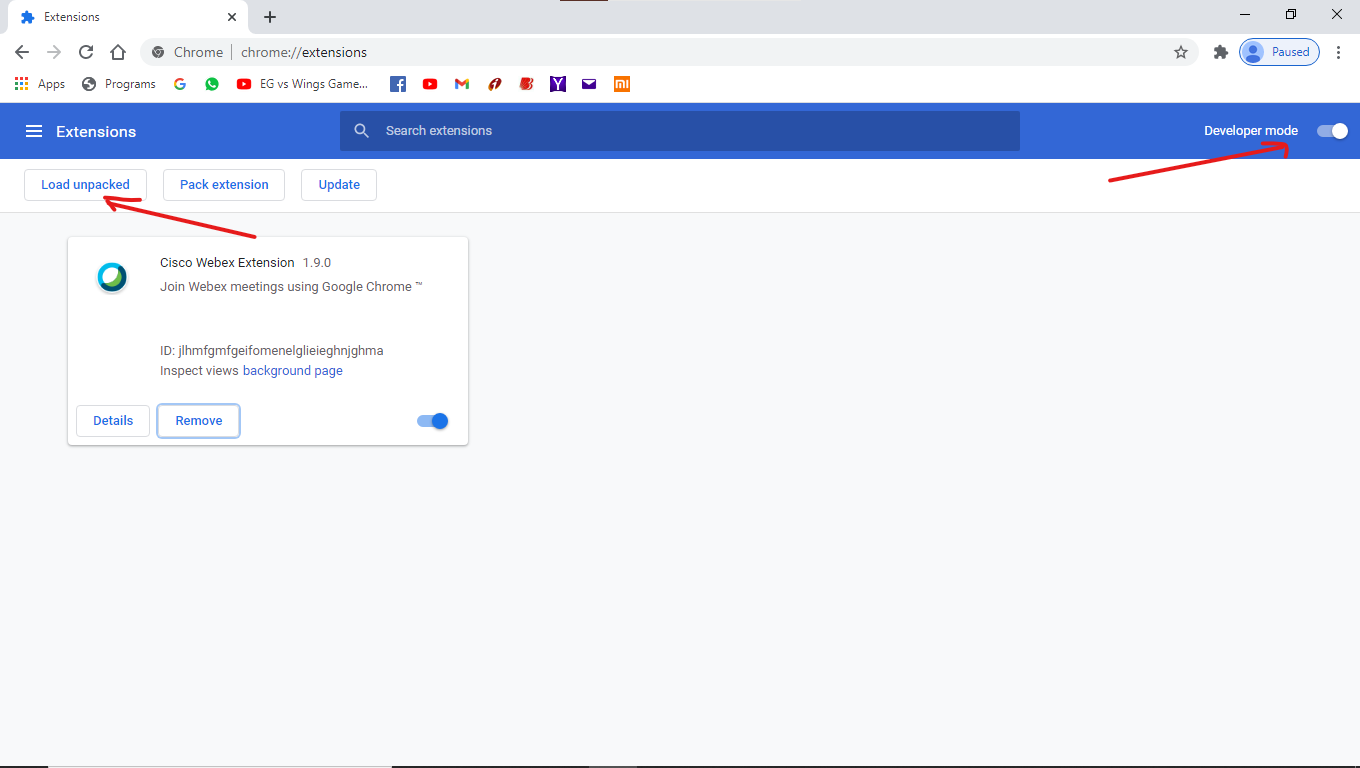 Extensions
Chrome | chrome://extensions
Paused
Apps
Programs
EG vs Wings Game...
Extensions
Search extensions
Developer mode
Load unpacked
Pack extension
Update
Cisco Webex Extension 1.9.0
Join Webex meetings using Google Chrome ™
ID: jlhmfgmfgeifomenelglieieghnjghma
Inspect views background page
Details
Remove